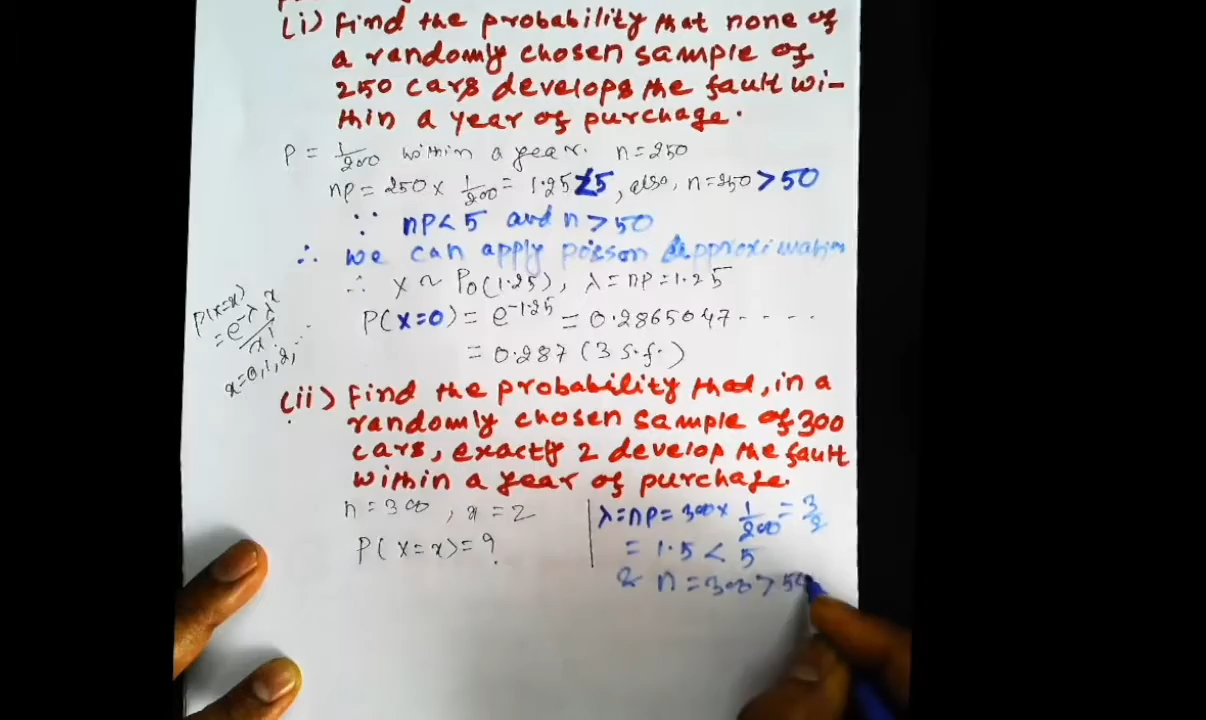 (i) Find the probability that none of
a randomly chosen sample of
250 cars develops the fault wi-
thin a year of purchase.
P = 1/200 within a year. n=250
np = 250 × 1/200 = 1.25 < 5, also, n=250 > 50
∵ np < 5 and n > 50
∴ we can apply poisson approximation
∴ X ~ Po(1.25), λ = np = 1.25
P(X=x)
= e^-λ λ^x / x!
x=0,1,2,...
P(X=0) = e^-1.25 = 0.2865047....
= 0.287 (3 s.f.)
(ii) Find the probability that, in a
randomly chosen sample of 300
cars, exactly 2 develop the fault
within a year of purchase.
n = 300, x = 2
P(X=x)=?
λ=np= 300× 1/200 = 3/2
= 1.5 < 5
& n = 300 > 50